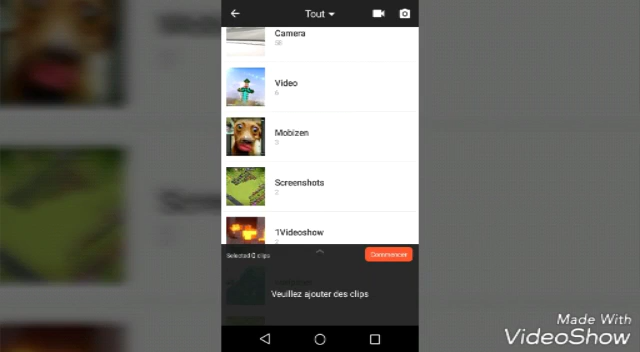 Tout
Camera
Video
6
Mobizen
3
Screenshots
2
1Videoshow
Selected 0 clips
Commencer
Veuillez ajouter des clips
Made With
VideoShow